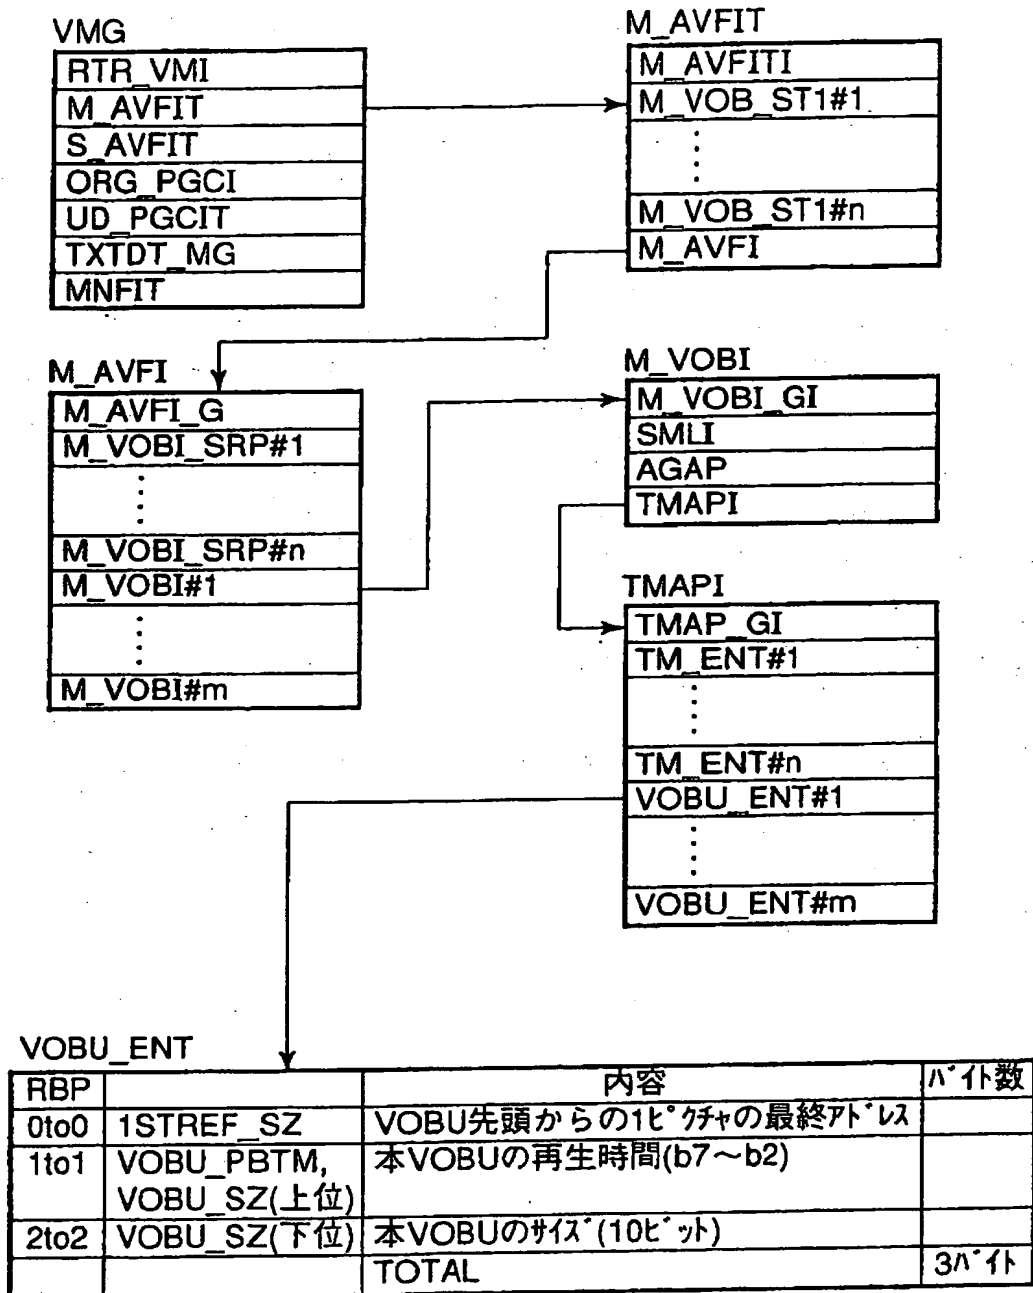 VMG
RTR_VMI
M_AVFIT
S_AVFIT
ORG_PGCI
UD_PGCIT
TXTDT_MG
MNFIT
M_AVFIT
M_AVFITI
M_VOB_ST1#1
M_VOB_ST1#n
M_AVFI
M_AVFI
M_AVFI_G
M_VOBI_SRP#1
M_VOBI_SRP#n
M_VOBI#1
M_VOBI#m
M_VOBI
M_VOBI_GI
SMLI
AGAP
TMAPI
TMAPI
TMAP_GI
TM_ENT#1
TM_ENT#n
VOBU_ENT#1
VOBU_ENT#m
VOBU_ENT
RBP 内容 ﾊﾞｲﾄ数
0to0 1STREF_SZ VOBU先頭からの1ﾋﾟｸﾁｬの最終ｱﾄﾞﾚｽ
1to1 VOBU_PBTM, 本VOBUの再生時間(b7～b2)
VOBU_SZ(上位)
2to2 VOBU_SZ(下位) 本VOBUのｻｲｽﾞ(10ﾋﾞｯﾄ)
TOTAL 3ﾊﾞｲﾄ